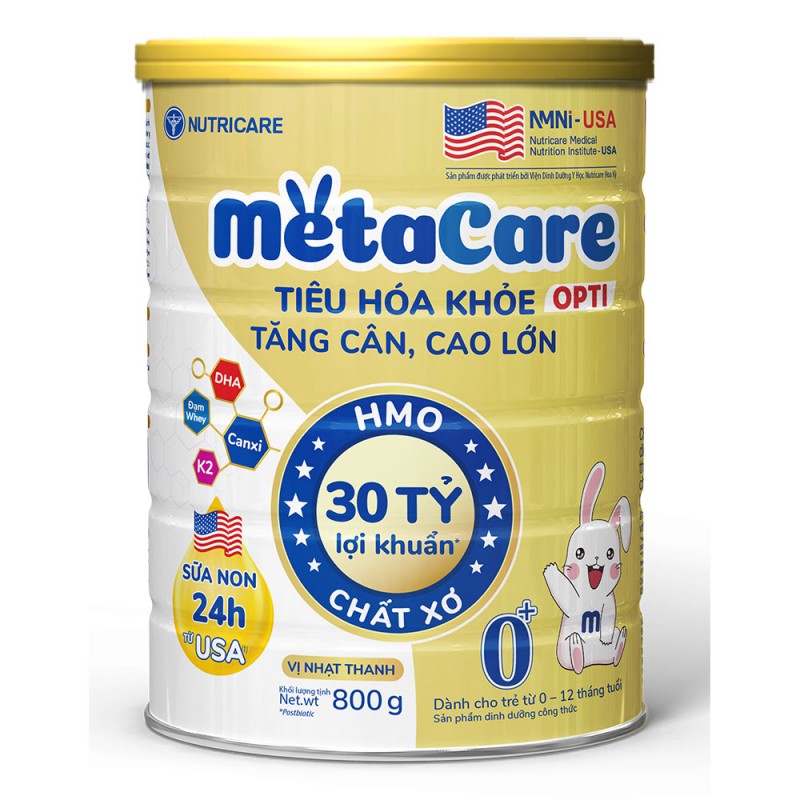 NUTRICARE
NMNi-USA
Nutricare Medical
Nutrition Institute-USA
Sản phẩm được phát triển bởi Viện Dinh Dưỡng Y Học Nutricare Hoa Kỳ
metacare
TIÊU HÓA KHỎE OPTI
TĂNG CÂN, CAO LỚN
DHA
Đạm
Whey
Canxi
K2
HMO
30 TỶ
lợi khuẩn*
CHẤT XƠ
SỮA NON
24h
TỪ USA
0+
m
VỊ NHẠT THANH
Khối lượng tịnh
Net.wt 800 g
*Postbiotic
Dành cho trẻ từ 0 – 12 tháng tuổi
Sản phẩm dinh dưỡng công thức